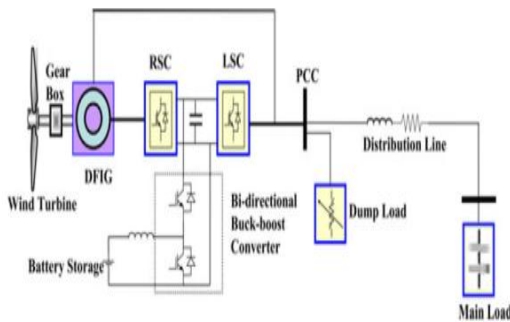 Gear
Box
RSC
LSC
PCC
DFIG
Wind Turbine
Distribution Line
Bi-directional
Buck-boost
Converter
Dump Load
Battery Storage
Main Load